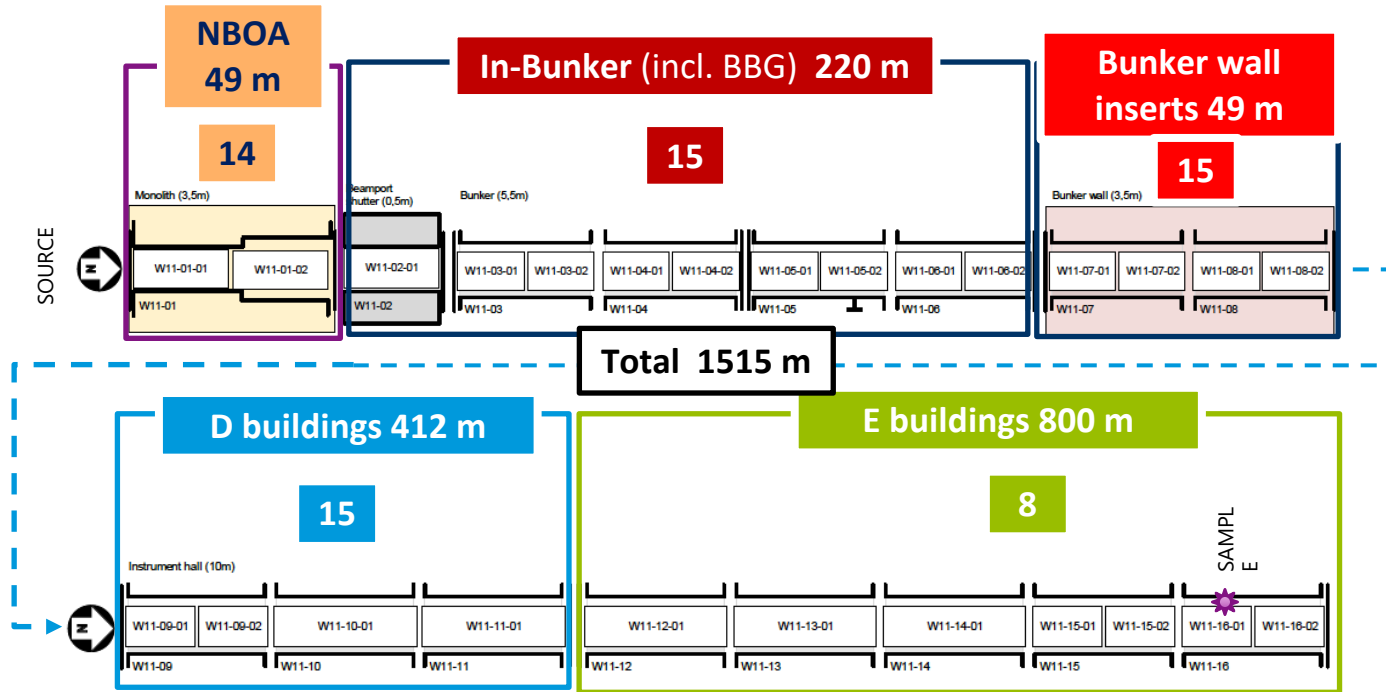 NBOA
49 m
In-Bunker (incl. BBG) 220 m
Bunker wall
inserts 49 m
14
15
15
Monolith (3,5m)
Beamport
Shutter (0,5m)
Bunker (5,5m)
Bunker wall (3,5m)
SOURCE
N
W11-01-01
W11-01-02
W11-02-01
W11-03-01
W11-03-02
W11-04-01
W11-04-02
W11-05-01
W11-05-02
W11-06-01
W11-06-02
W11-07-01
W11-07-02
W11-08-01
W11-08-02
W11-01
W11-02
W11-03
W11-04
W11-05
W11-06
W11-07
W11-08
Total 1515 m
D buildings 412 m
E buildings 800 m
15
8
SAMPL
E
Instrument hall (10m)
N
W11-09-01
W11-09-02
W11-10-01
W11-11-01
W11-12-01
W11-13-01
W11-14-01
W11-15-01
W11-15-02
W11-16-01
W11-16-02
W11-09
W11-10
W11-11
W11-12
W11-13
W11-14
W11-15
W11-16